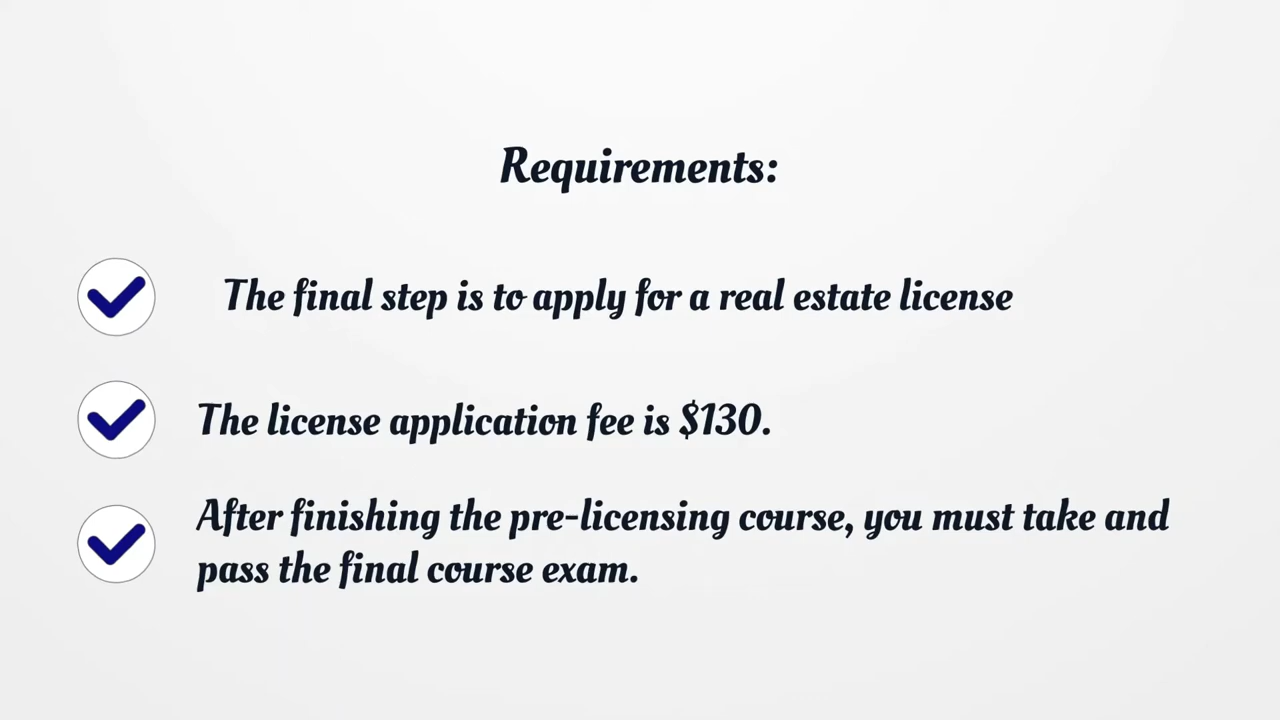 Requirements:
The final step is to apply for a real estate license
The license application fee is $130.
After finishing the pre-licensing course, you must take and
pass the final course exam.